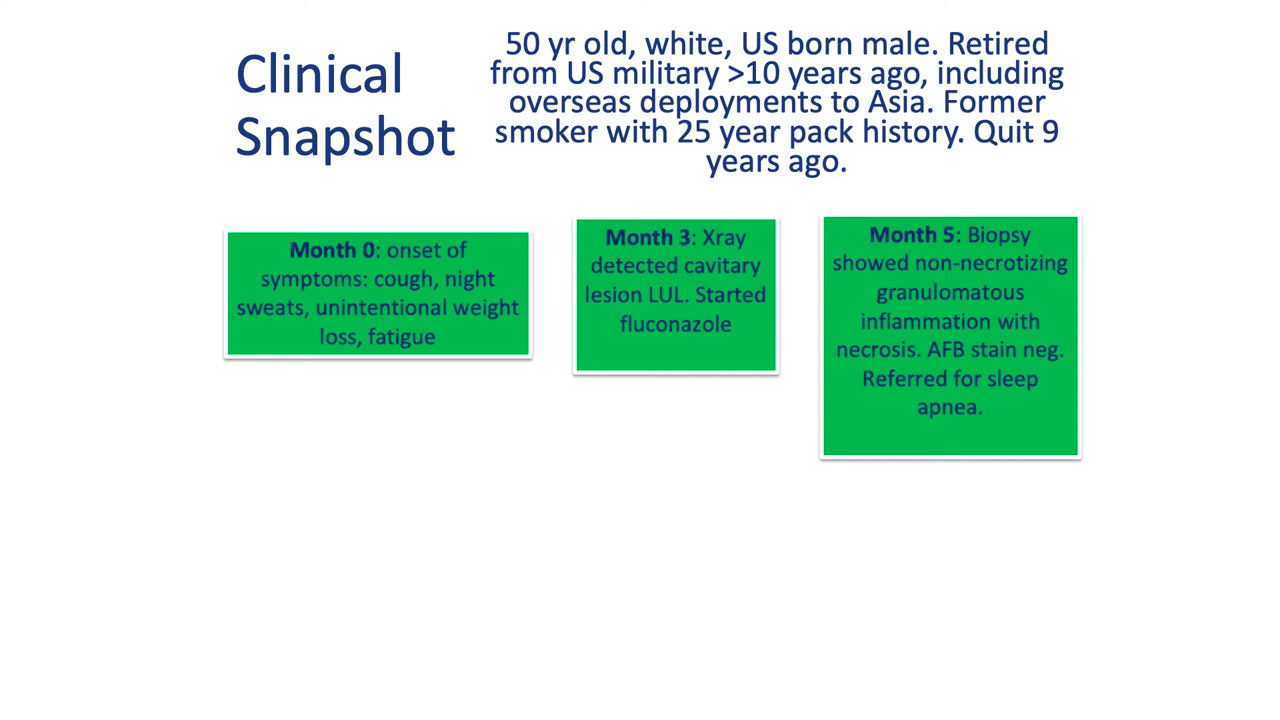 Clinical
Snapshot
50 yr old, white, US born male. Retired
from US military >10 years ago, including
overseas deployments to Asia. Former
smoker with 25 year pack history. Quit 9
years ago.
Month 0: onset of
symptoms: cough, night
sweats, unintentional weight
loss, fatigue
Month 3: Xray
detected cavitary
lesion LUL. Started
fluconazole
Month 5: Biopsy
showed non-necrotizing
granulomatous
inflammation with
necrosis. AFB stain neg.
Referred for sleep
apnea.